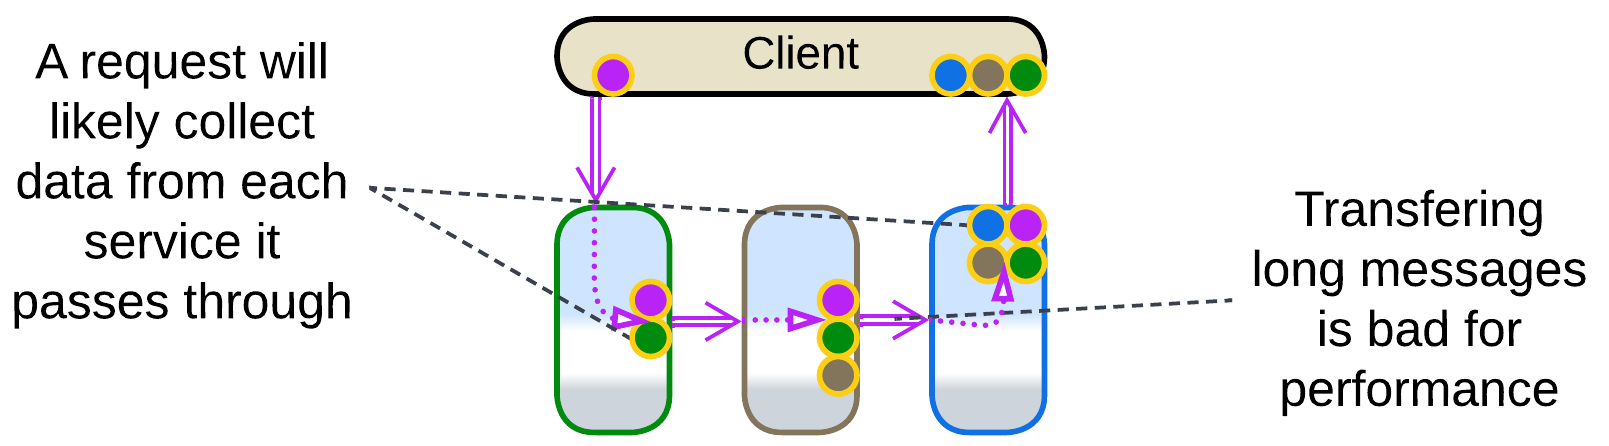 A request will
likely collect
data from each
service it
passes through
Client
Transfering
long messages
is bad for
performance